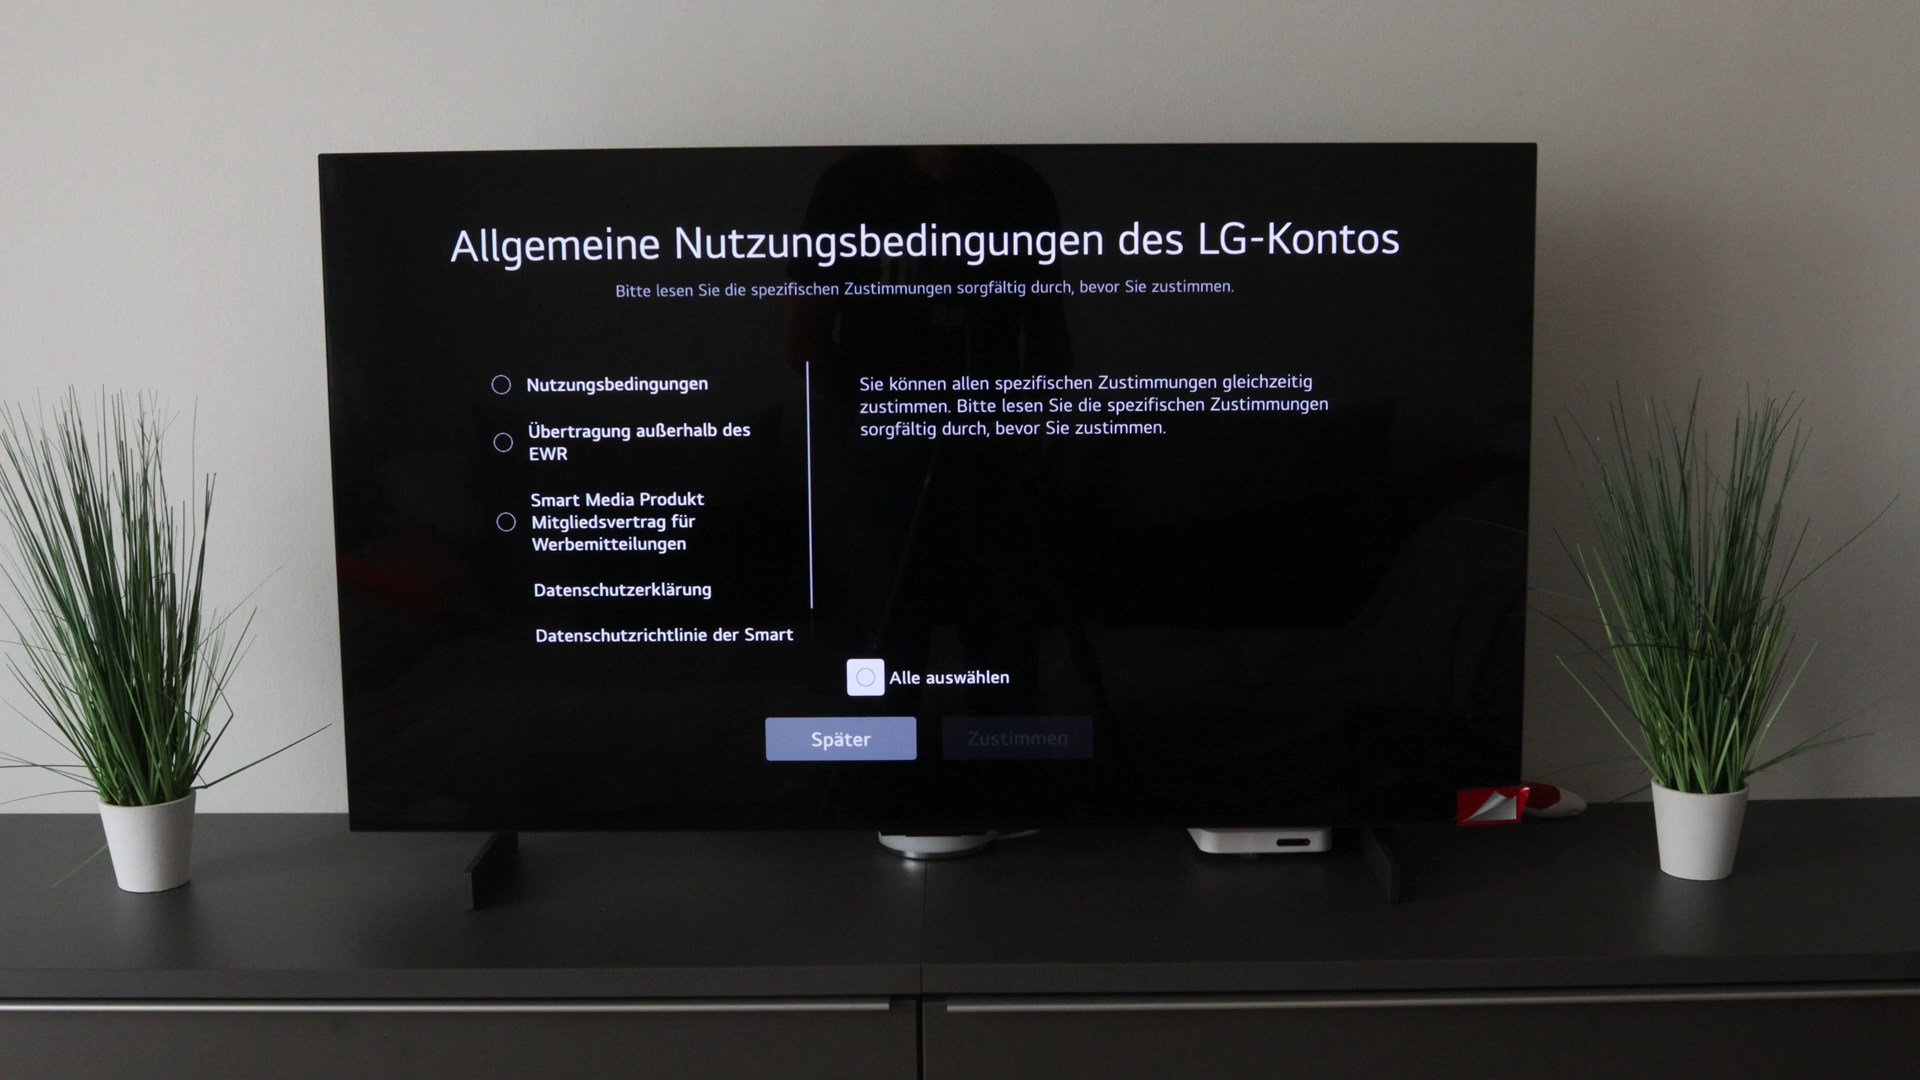 Allgemeine Nutzungsbedingungen des LG-Kontos
Bitte lesen Sie die spezifischen Zustimmungen sorgfältig durch, bevor Sie zustimmen.
Nutzungsbedingungen
Übertragung außerhalb des
EWR
Smart Media Produkt
Mitgliedsvertrag für
Werbemitteilungen
Datenschutzerklärung
Datenschutzrichtlinie der Smart
Sie können allen spezifischen Zustimmungen gleichzeitig
zustimmen. Bitte lesen Sie die spezifischen Zustimmungen
sorgfältig durch, bevor Sie zustimmen.
Alle auswählen
Später
Zustimmen